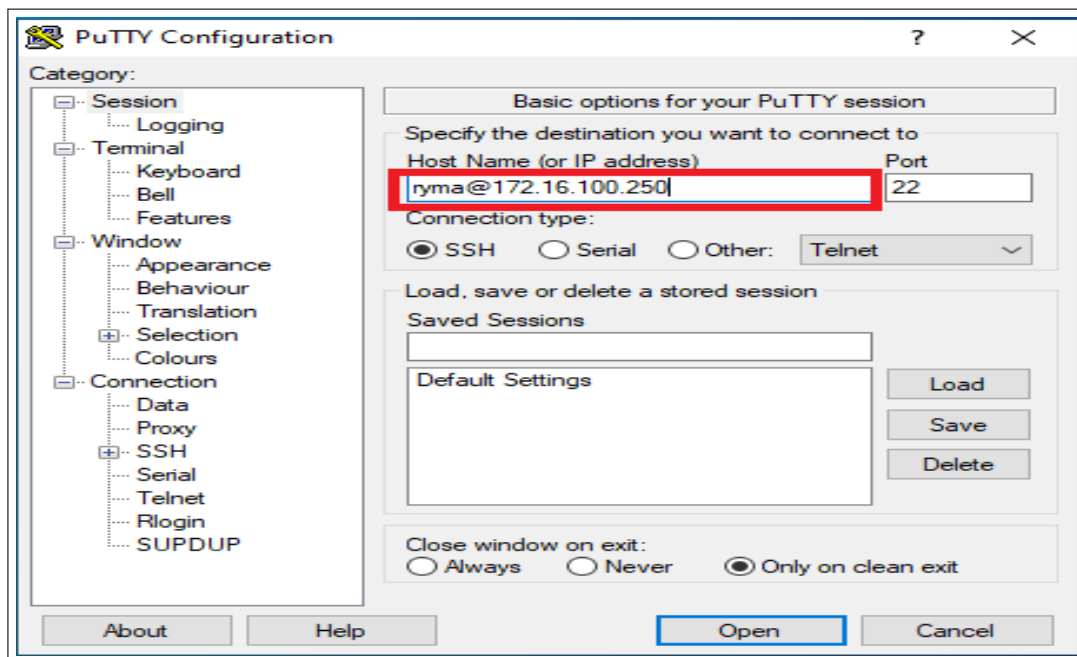 PuTTY Configuration
? ×
Category:
Session
Logging
Terminal
Keyboard
Bell
Features
Window
Appearance
Behaviour
Translation
Selection
Colours
Connection
Data
Proxy
SSH
Serial
Telnet
Rlogin
SUPDUP
Basic options for your PuTTY session
Specify the destination you want to connect to
Host Name (or IP address) Port
ryma@172.16.100.250 22
Connection type:
SSH Serial Other: Telnet
Load, save or delete a stored session
Saved Sessions
Default Settings
Load
Save
Delete
Close window on exit:
Always Never Only on clean exit
About Help Open Cancel